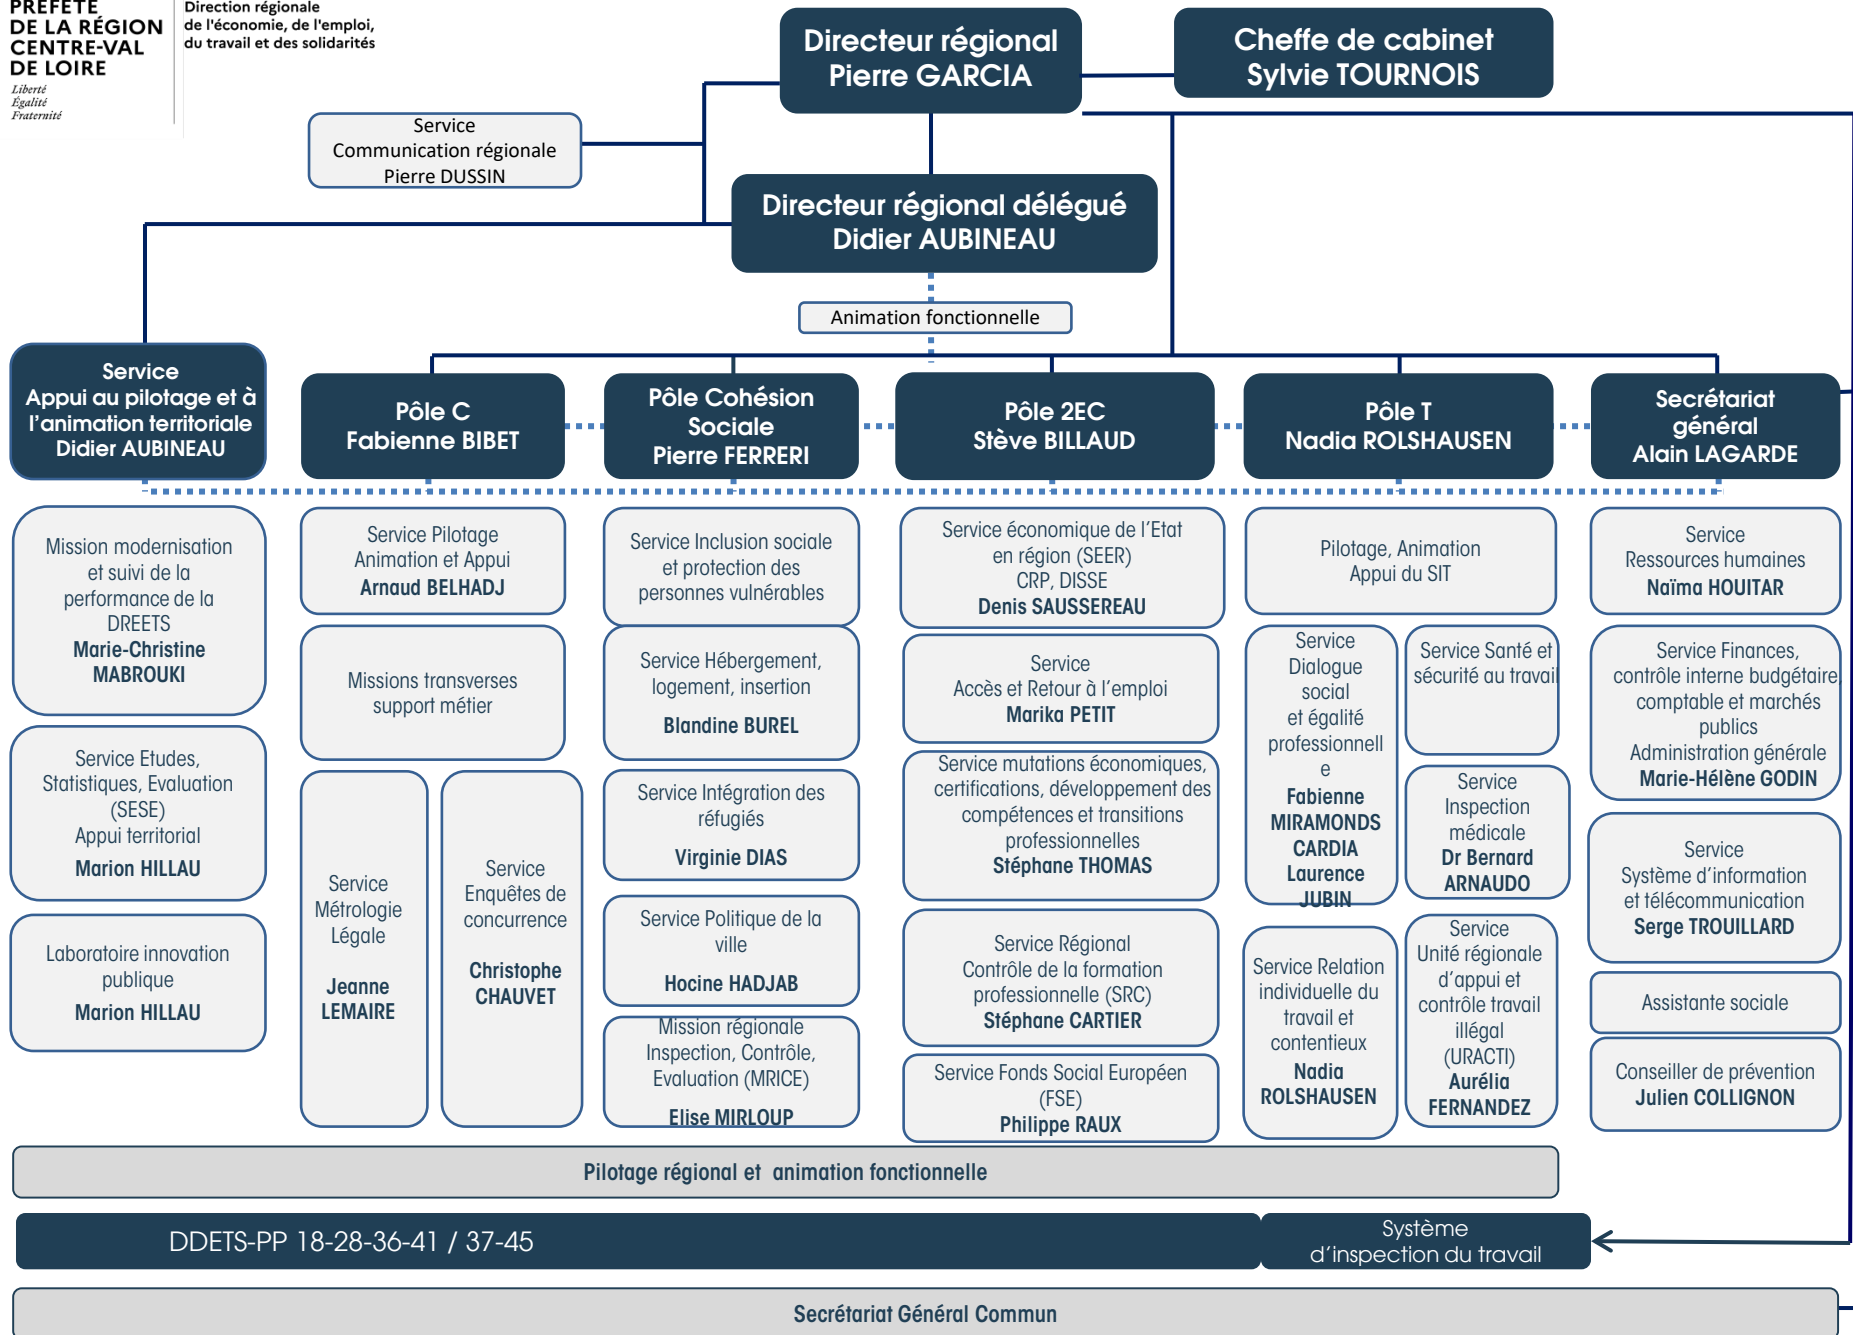 PRÉFÈTE
DE LA RÉGION
CENTRE-VAL
DE LOIRE
Liberté
Égalité
Fraternité
Direction régionale
de l'économie, de l'emploi,
du travail et des solidarités
Directeur régional
Pierre GARCIA
Cheffe de cabinet
Sylvie TOURNOIS
Service
Communication régionale
Pierre DUSSIN
Directeur régional délégué
Didier AUBINEAU
Animation fonctionnelle
Service
Appui au pilotage et à
l'animation territoriale
Didier AUBINEAU
Pôle C
Fabienne BIBET
Pôle Cohésion
Sociale
Pierre FERRERI
Pôle 2EC
Stève BILLAUD
Pôle T
Nadia ROLSHAUSEN
Secrétariat
général
Alain LAGARDE
Mission modernisation
et suivi de la
performance de la
DREETS
Marie-Christine
MABROUKI
Service Etudes,
Statistiques, Evaluation
(SESE)
Appui territorial
Marion HILLAU
Laboratoire innovation
publique
Marion HILLAU
Service Pilotage
Animation et Appui
Arnaud BELHADJ
Missions transverses
support métier
Service
Métrologie
Légale
Jeanne
LEMAIRE
Service
Enquêtes de
concurrence
Christophe
CHAUVET
Service Inclusion sociale
et protection des
personnes vulnérables
Service Hébergement,
logement, insertion
Blandine BUREL
Service Intégration des
réfugiés
Virginie DIAS
Service Politique de la
ville
Hocine HADJAB
Mission régionale
Inspection, Contrôle,
Evaluation (MRICE)
Elise MIRLOUP
Service économique de l'Etat
en région (SEER)
CRP, DISSE
Denis SAUSSEREAU
Service
Accès et Retour à l'emploi
Marika PETIT
Service mutations économiques,
certifications, développement des
compétences et transitions
professionnelles
Stéphane THOMAS
Service Régional
Contrôle de la formation
professionnelle (SRC)
Stéphane CARTIER
Service Fonds Social Européen
(FSE)
Philippe RAUX
Pilotage, Animation
Appui du SIT
Service
Dialogue
social
et égalité
professionnell
e
Fabienne
MIRAMONDS
CARDIA
Laurence
JUBIN
Service Relation
individuelle du
travail et
contentieux
Nadia
ROLSHAUSEN
Service Santé et
sécurité au travail
Service
Inspection
médicale
Dr Bernard
ARNAUDO
Service
Unité régionale
d'appui et
contrôle travail
illégal
(URACTI)
Aurélia
FERNANDEZ
Service
Ressources humaines
Naïma HOUITAR
Service Finances,
contrôle interne budgétaire,
comptable et marchés
publics
Administration générale
Marie-Hélène GODIN
Service
Système d'information
et télécommunication
Serge TROUILLARD
Assistante sociale
Conseiller de prévention
Julien COLLIGNON
Pilotage régional et animation fonctionnelle
DDETS-PP 18-28-36-41 / 37-45
Système
d'inspection du travail
Secrétariat Général Commun